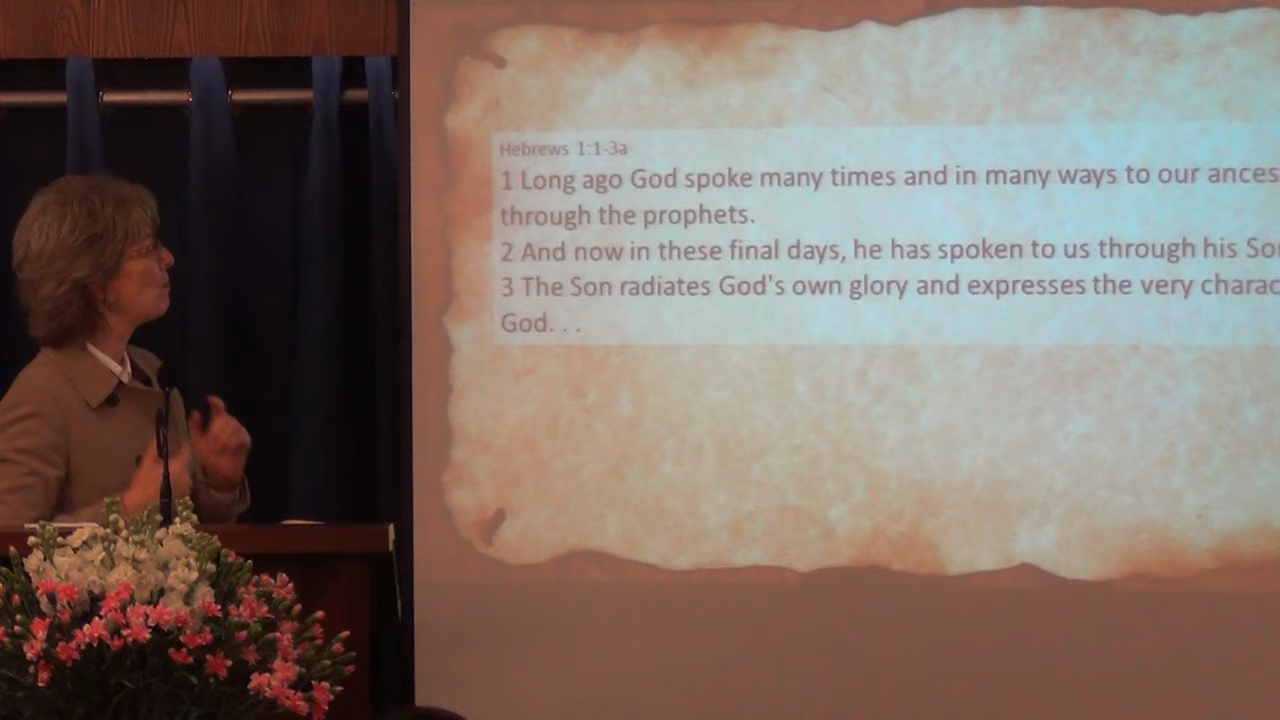 Hebrews 1:1-3a
1 Long ago God spoke many times and in many ways to our ances
through the prophets.
2 And now in these final days, he has spoken to us through his Son
3 The Son radiates God's own glory and expresses the very charac
God. . .